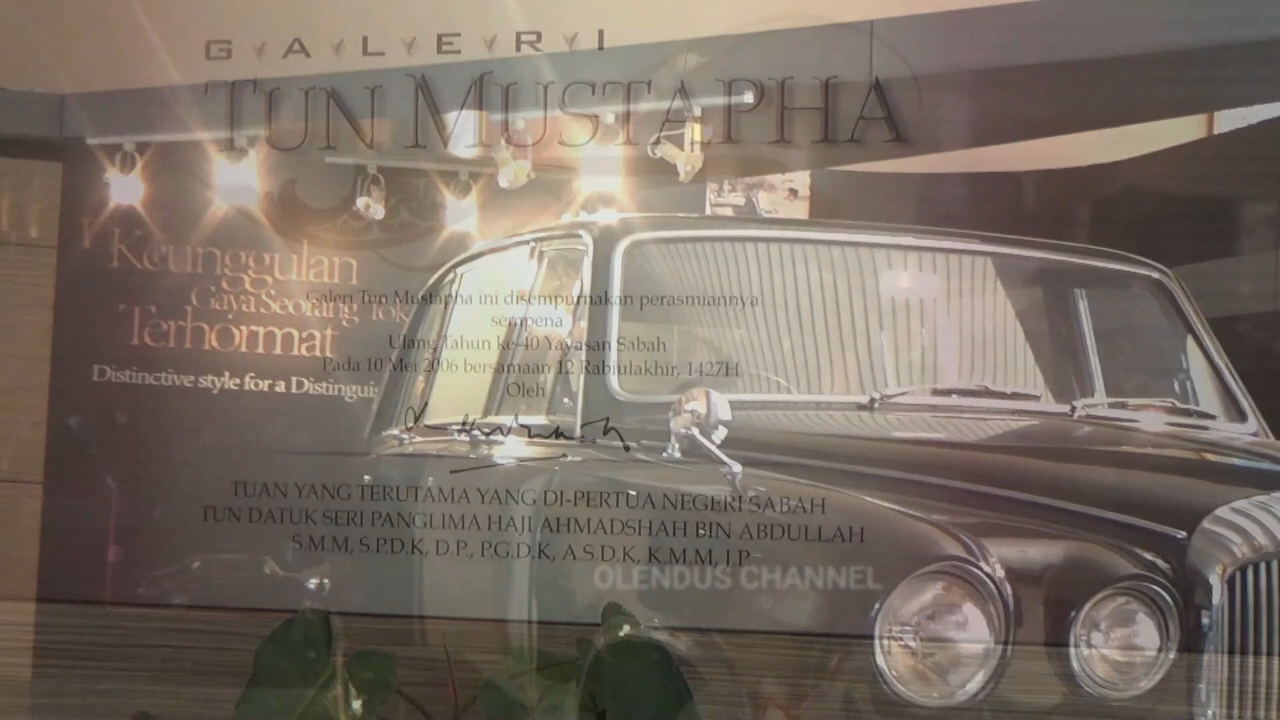 GALERI
TUN MUSTAPHA
Keunggulan
Gaya Seorang Tok
Terhormat
Distinctive style for a Distinguis
Galeri Tun Mustapha ini disempurnakan perasmiannya
sempena
Ulang Tahun ke-40 Yayasan Sabah
Pada 10 Mei 2006 bersamaan 12 Rabiulakhir, 1427H
Oleh
TUAN YANG TERUTAMA YANG DI-PERTUA NEGERI SABAH
TUN DATUK SERI PANGLIMA HAJI AHMADSHAH BIN ABDULLAH
S.M.M, S.P.D.K, D.P., P.G.D.K, A.S.D.K, K.M.M, J.P
OLENDUS CHANNEL